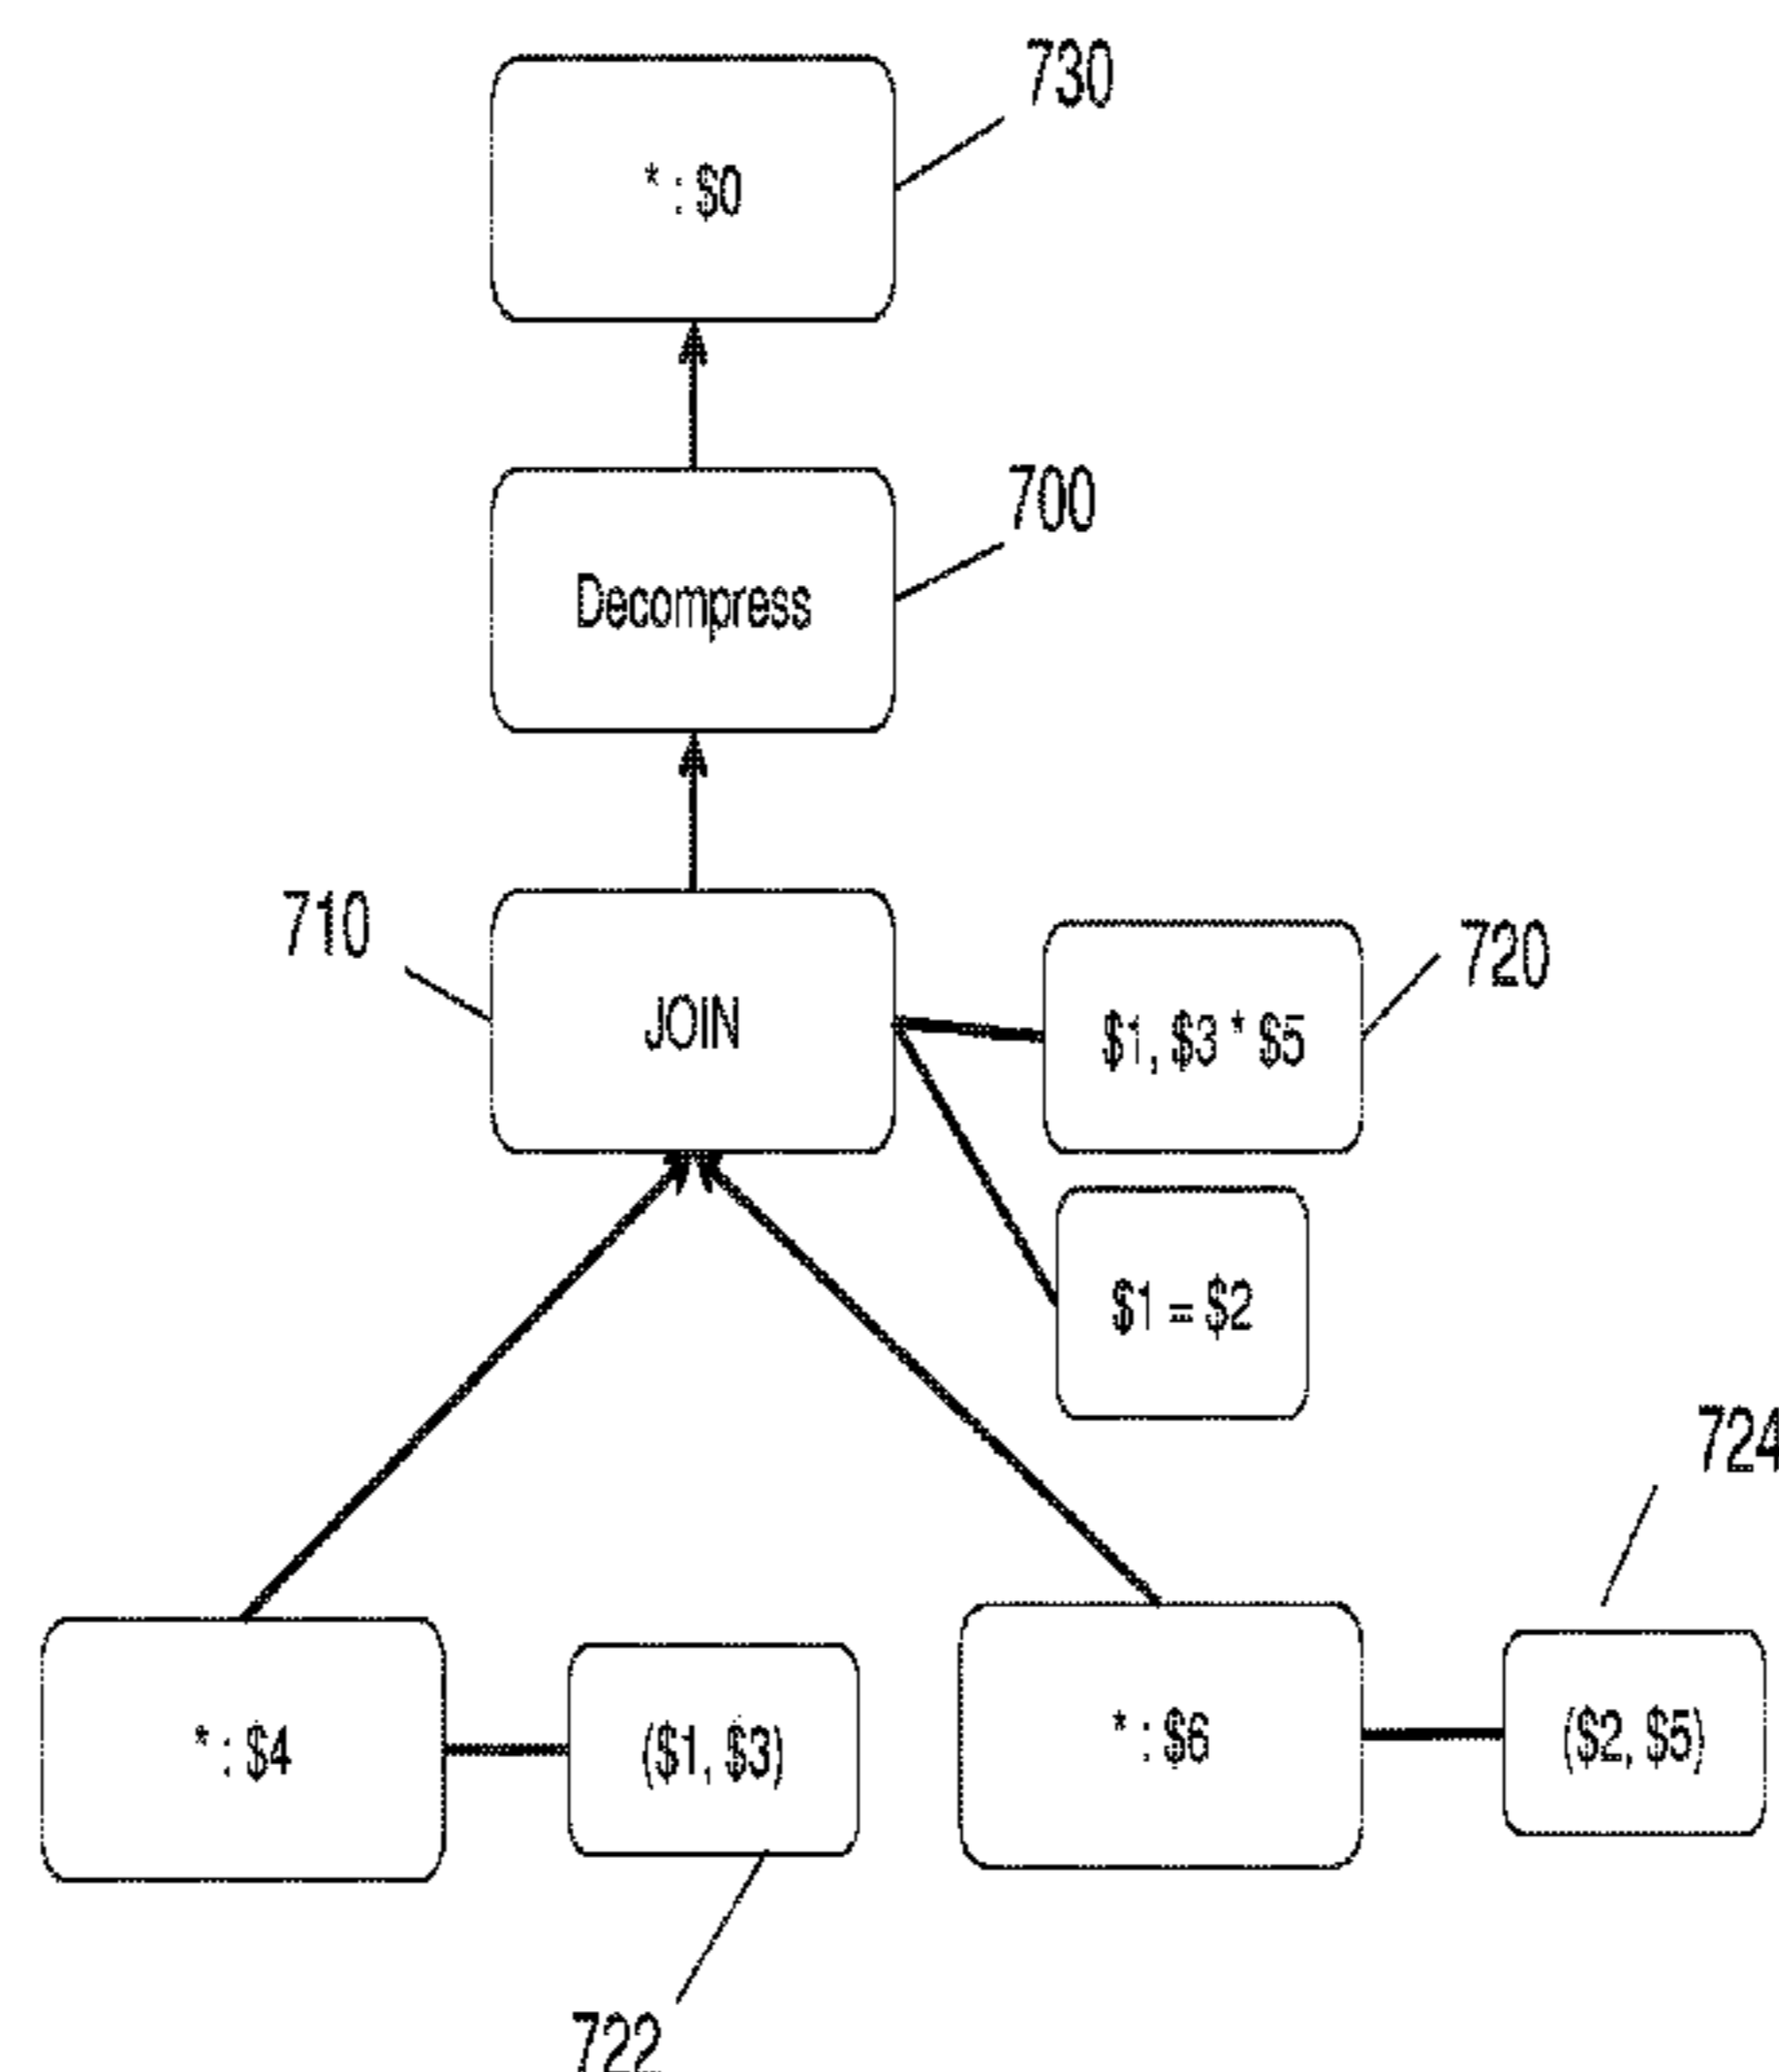 730
* : $0
700
Decompress
710
720
JOIN
$1, $3 * $5
$1 = $2
724
* : $4
($1, $3)
* : $6
($2, $5)
722